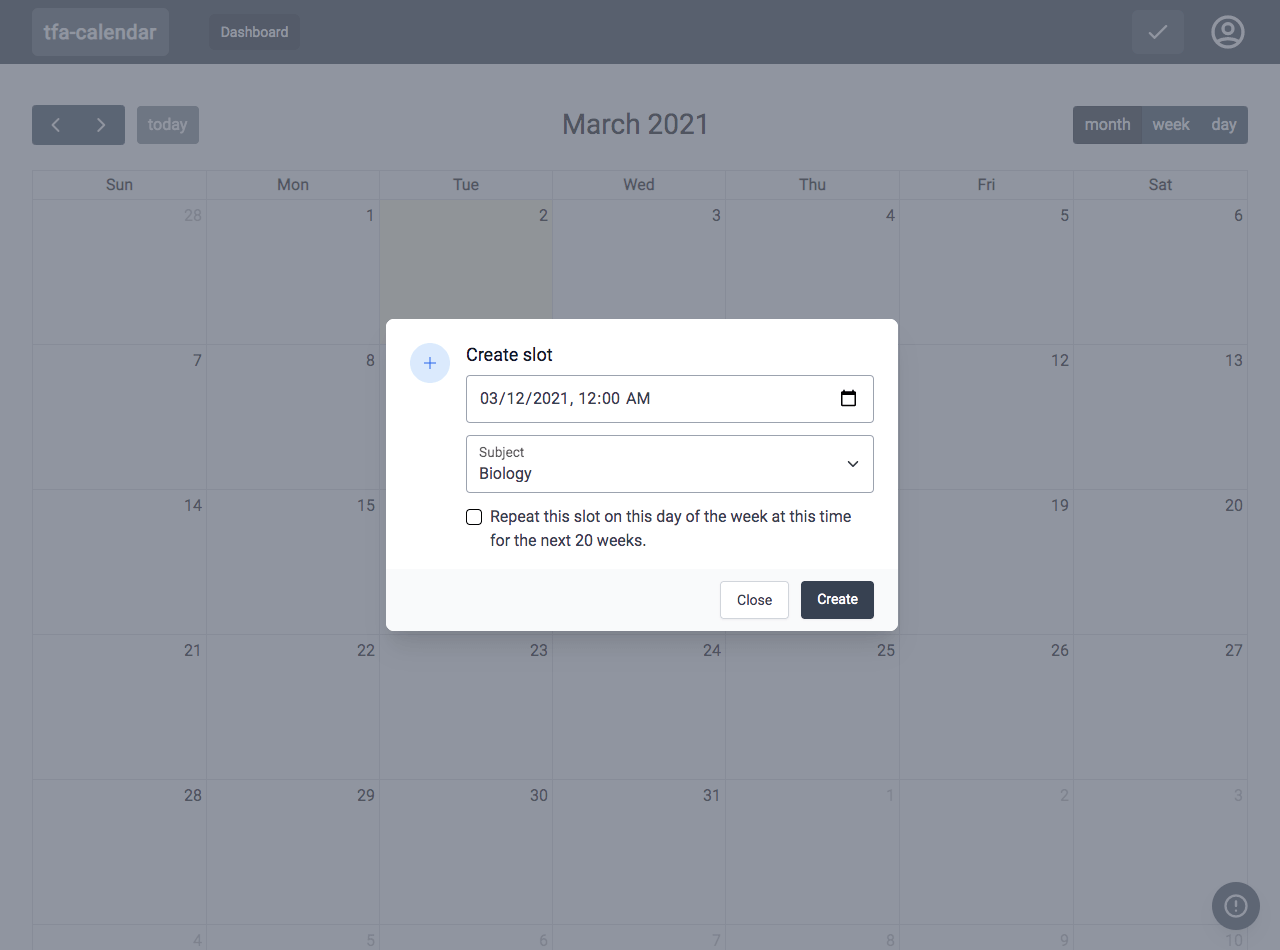 tfa-calendar Dashboard
today March 2021 month week day
Sun Mon Tue Wed Thu Fri Sat
28 1 2 3 4 5 6
7 8 12 13
Create slot
03/12/2021, 12:00 AM
Subject
Biology
14 15 19 20
Repeat this slot on this day of the week at this time
for the next 20 weeks.
Close Create
21 22 23 24 25 26 27
28 29 30 31 1 2 3
4 5 6 7 8 9 10